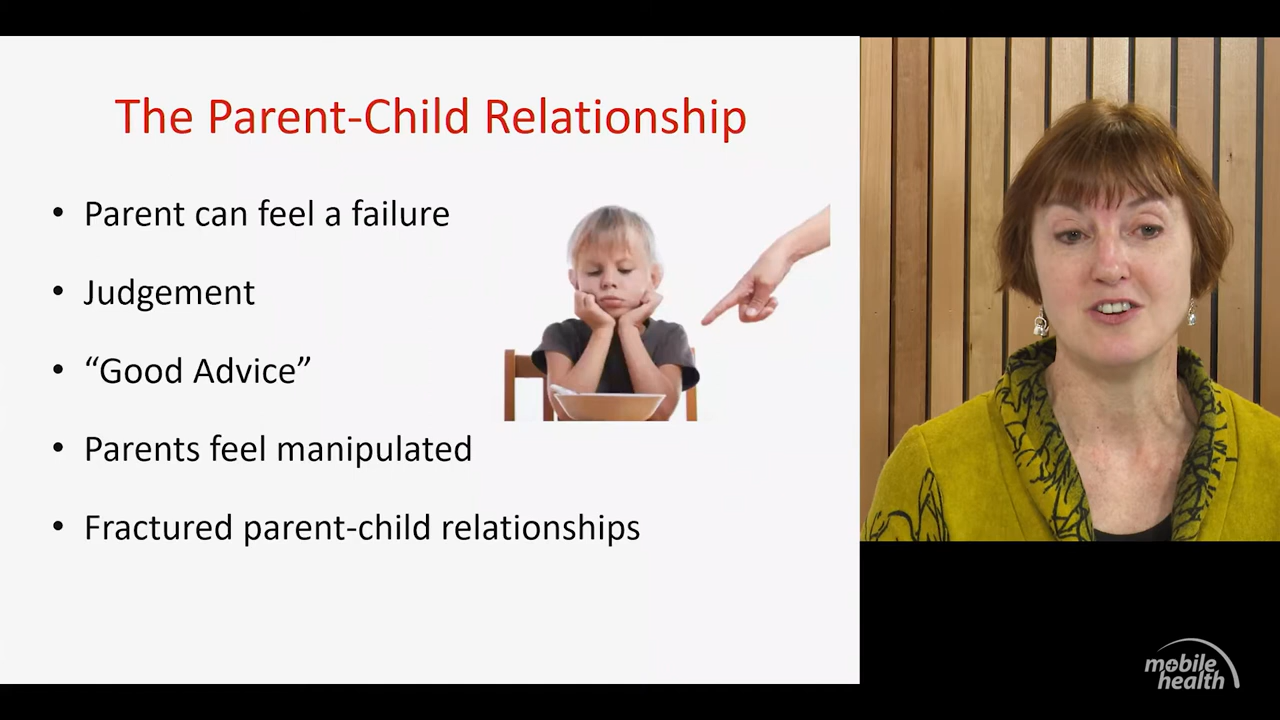 The Parent-Child Relationship
• Parent can feel a failure
• Judgement
• “Good Advice”
• Parents feel manipulated
• Fractured parent-child relationships
mobile
health